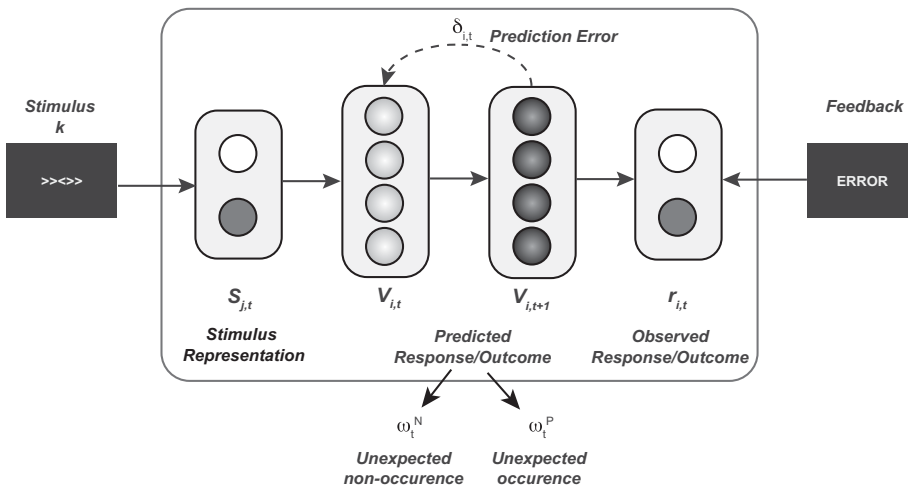 δi,t
Prediction Error
Stimulus
k
Feedback
>><>>
ERROR
Sj,t
Vi,t
Vi,t+1
ri,t
Stimulus
Representation
Predicted
Response/Outcome
Observed
Response/Outcome
ωtN
ωtP
Unexpected
non-occurence
Unexpected
occurence